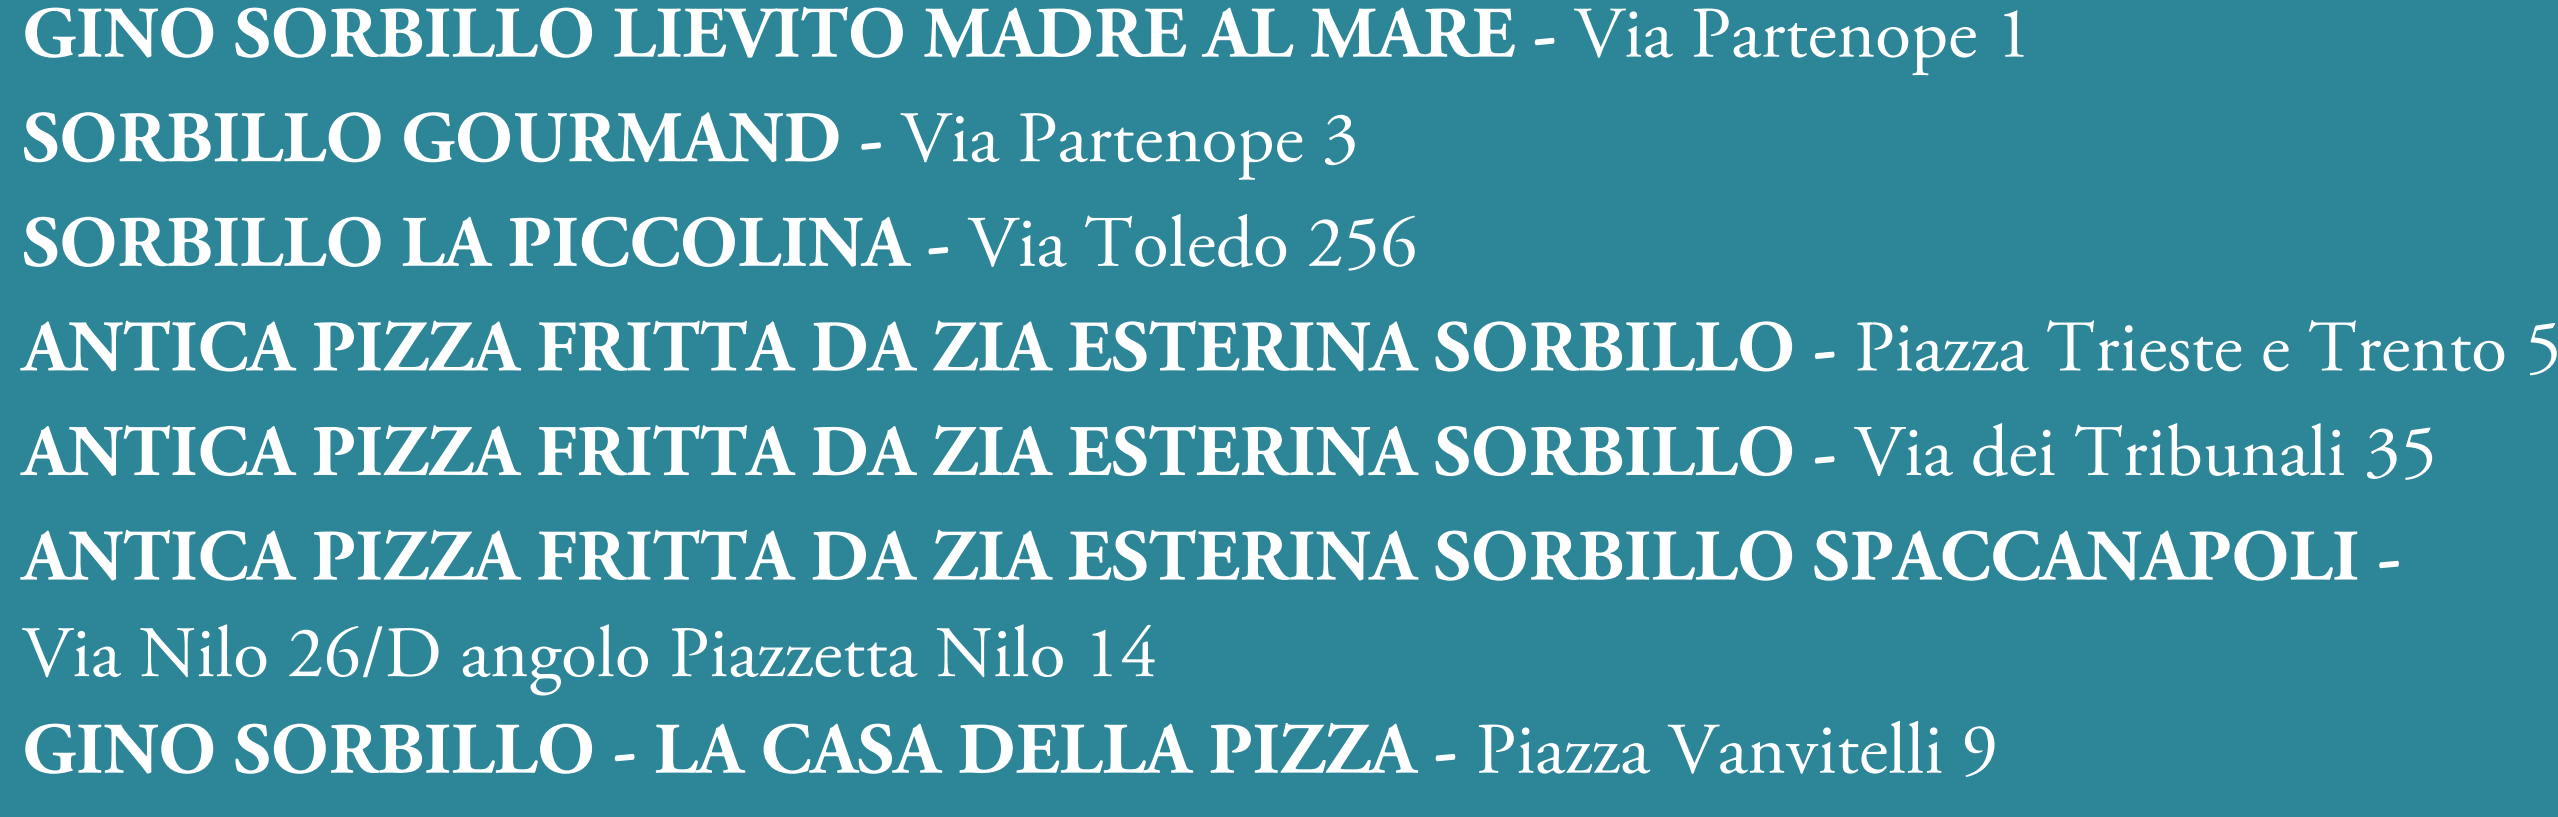 GINO SORBILLO LIEVITO MADRE AL MARE - Via Partenope 1
SORBILLO GOURMAND - Via Partenope 3
SORBILLO LA PICCOLINA - Via Toledo 256
ANTICA PIZZA FRITTA DA ZIA ESTERINA SORBILLO - Piazza Trieste e Trento 5
ANTICA PIZZA FRITTA DA ZIA ESTERINA SORBILLO - Via dei Tribunali 35
ANTICA PIZZA FRITTA DA ZIA ESTERINA SORBILLO SPACCANAPOLI -
Via Nilo 26/D angolo Piazzetta Nilo 14
GINO SORBILLO - LA CASA DELLA PIZZA - Piazza Vanvitelli 9